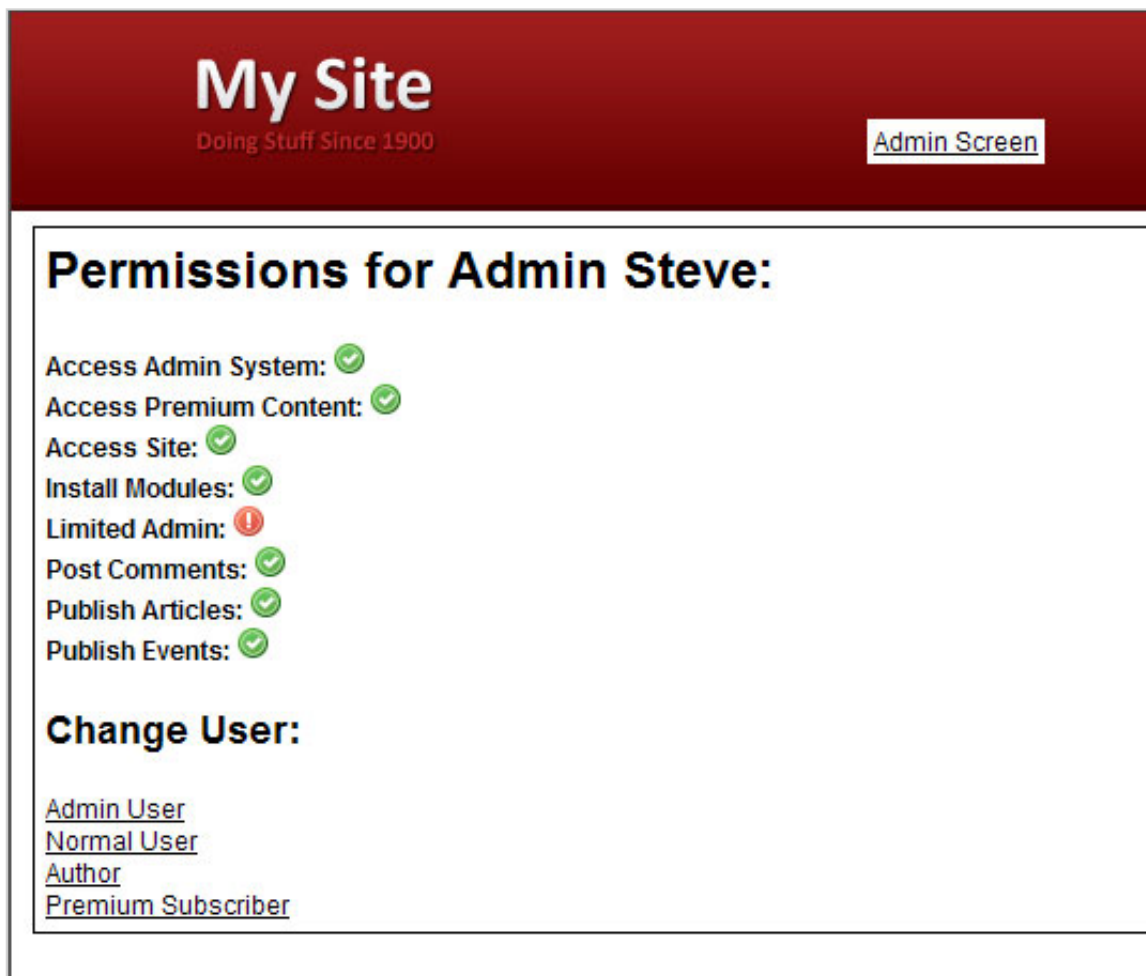 My Site
Doing Stuff Since 1900
Admin Screen
Permissions for Admin Steve:
Access Admin System:
Access Premium Content:
Access Site:
Install Modules:
Limited Admin:
Post Comments:
Publish Articles:
Publish Events:
Change User:
Admin User
Normal User
Author
Premium Subscriber